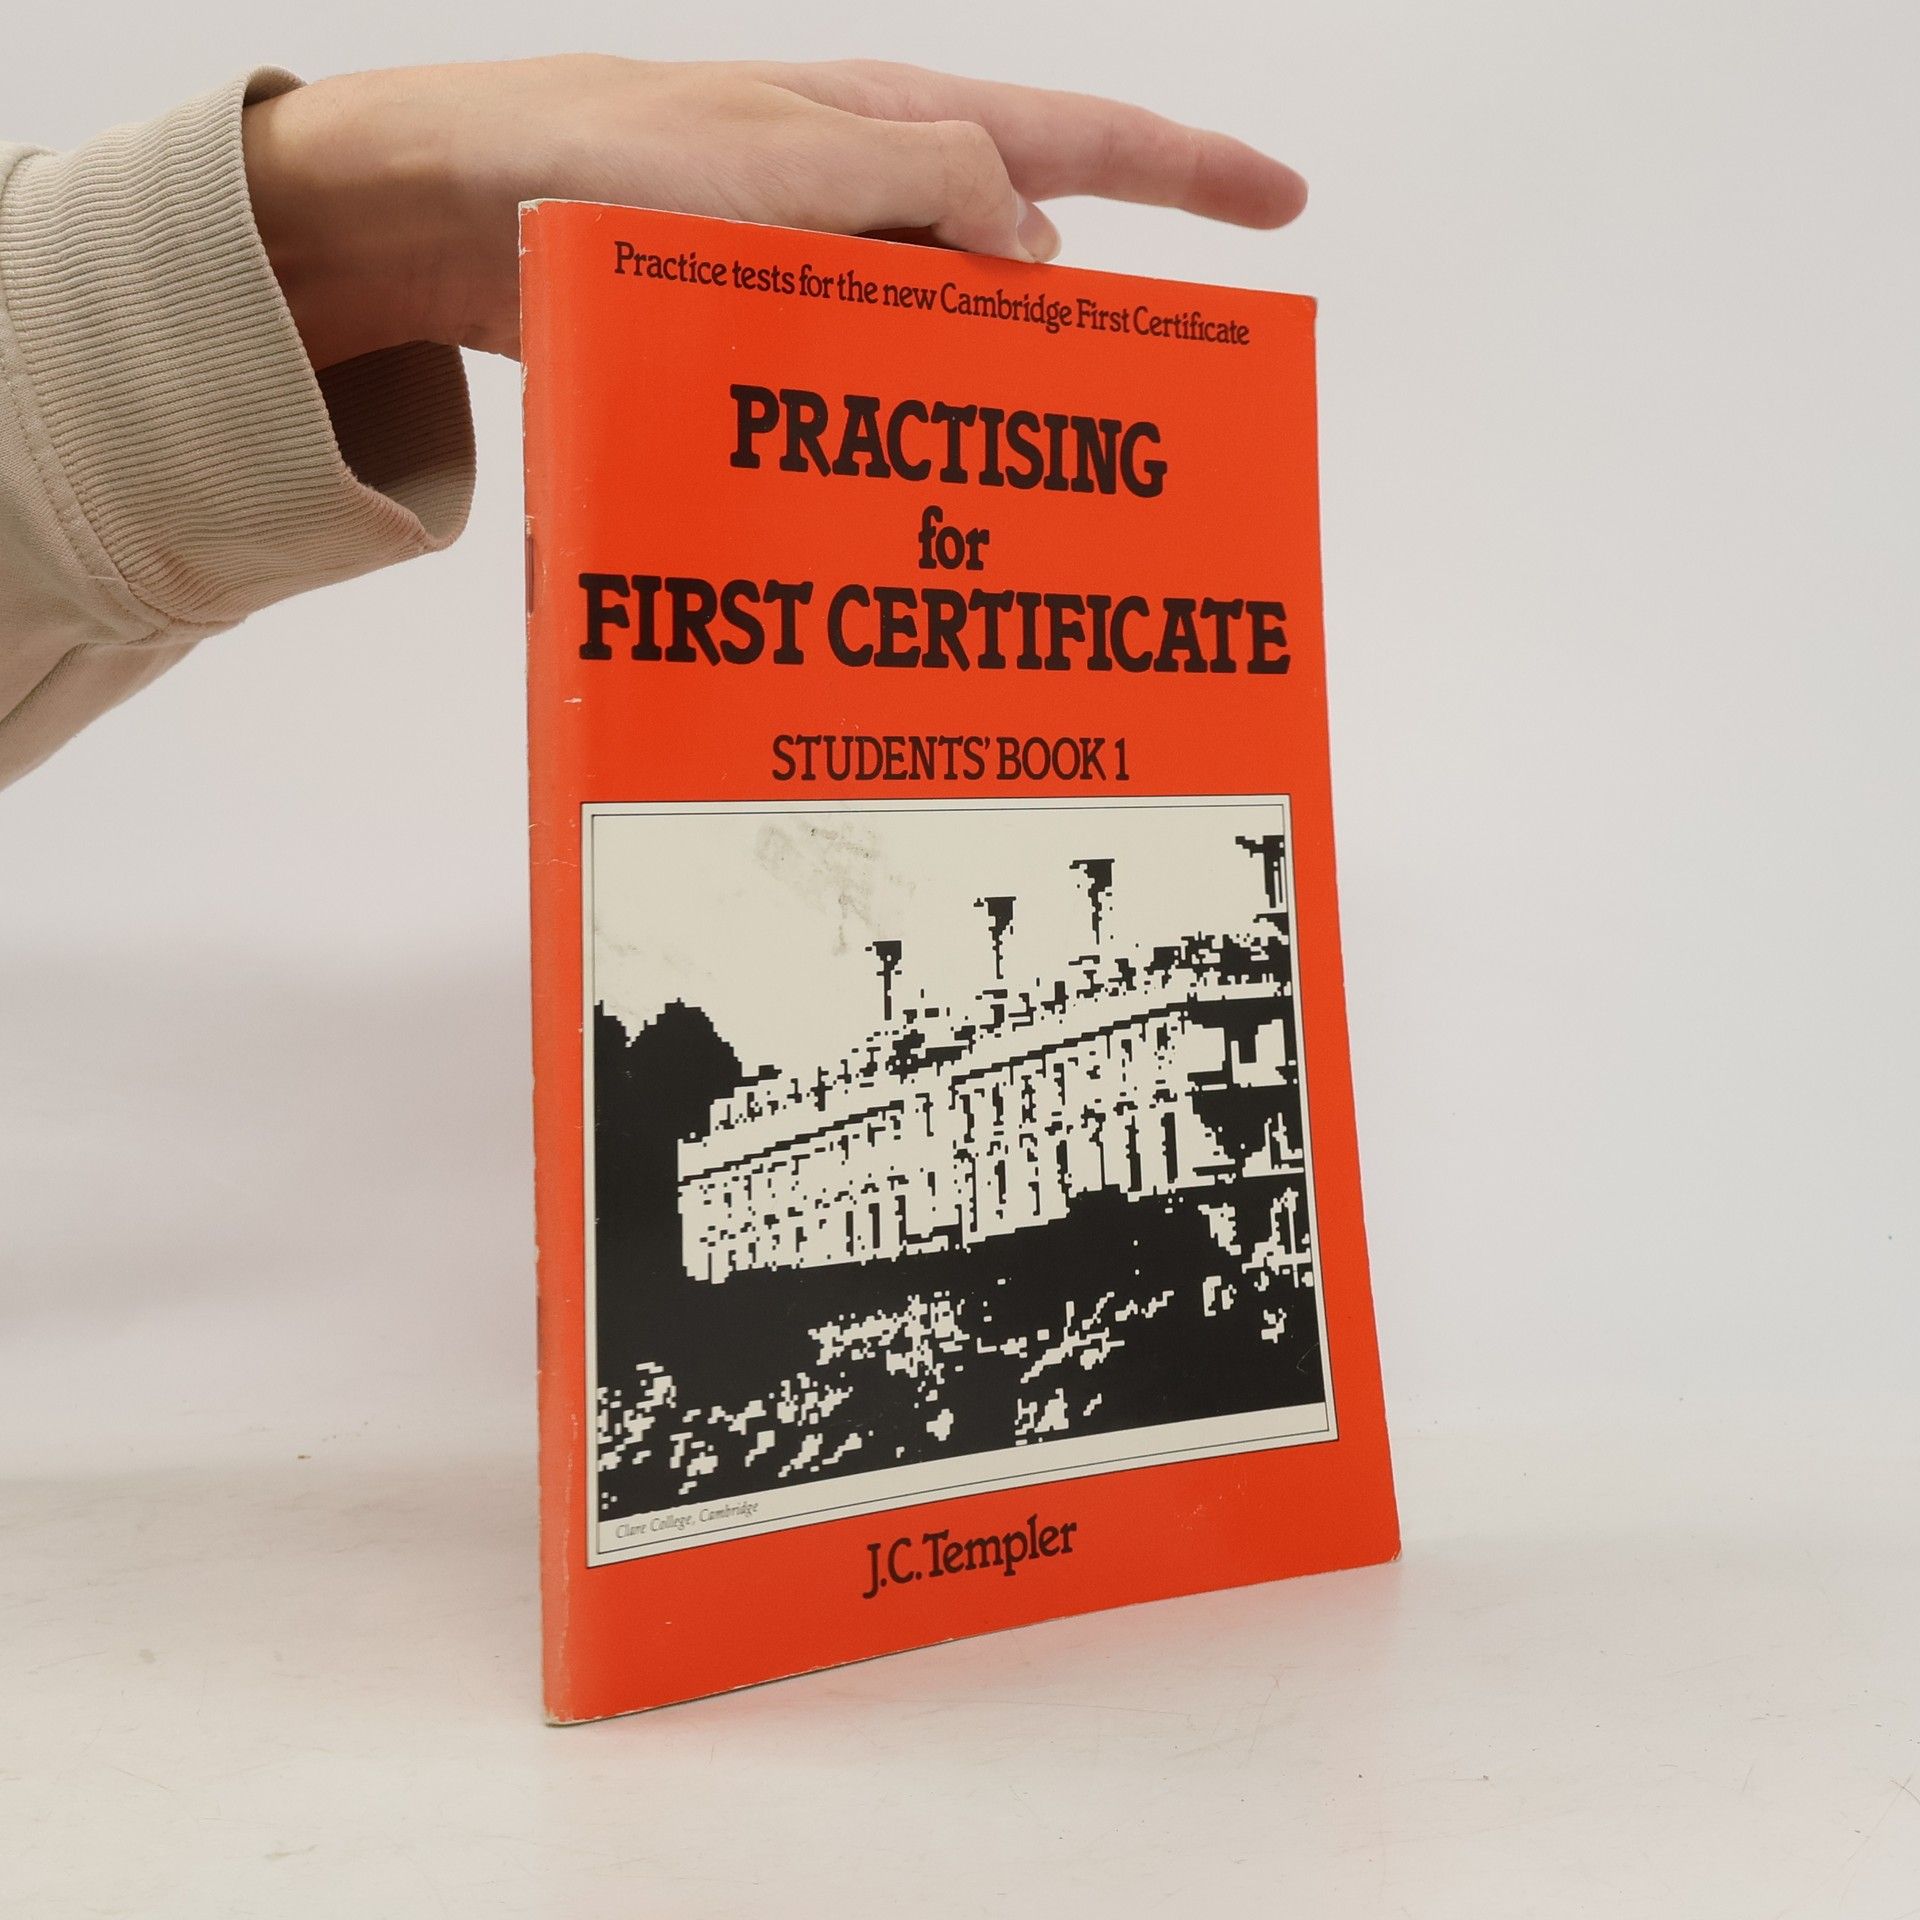 Practice tests for the new Cambridge First Certificate
PRACTISING
for
FIRST CERTIFICATE
STUDENTS' BOOK 1
Clare College, Cambridge
J.C. Templer